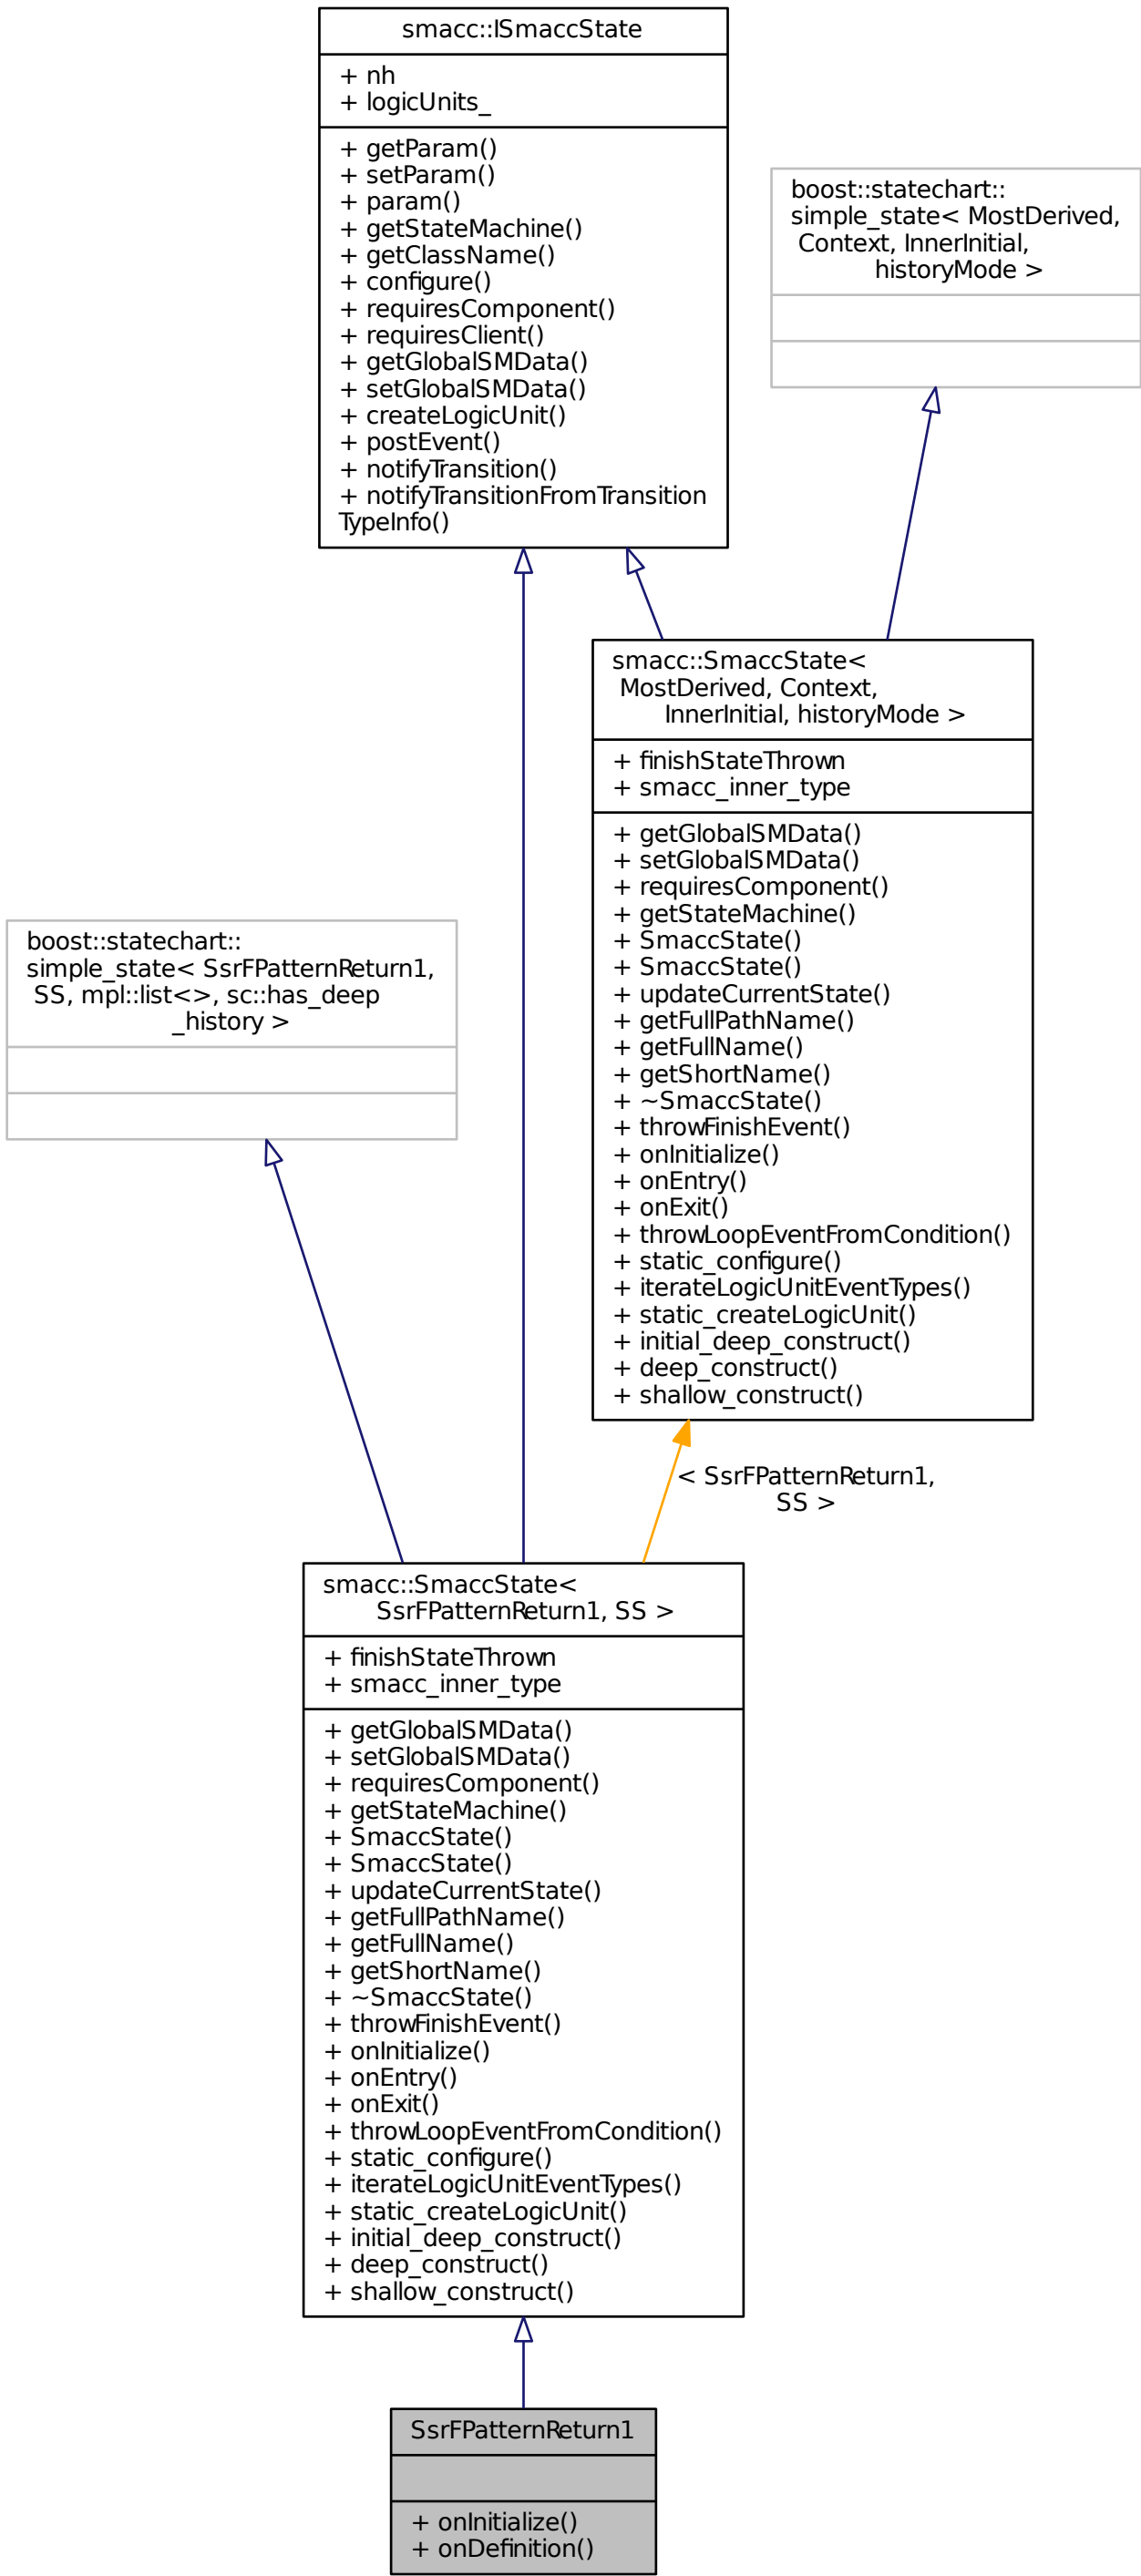 smacc::ISmaccState
+ nh
+ logicUnits_
+ getParam()
+ setParam()
+ param()
+ getStateMachine()
+ getClassName()
+ configure()
+ requiresComponent()
+ requiresClient()
+ getGlobalSMData()
+ setGlobalSMData()
+ createLogicUnit()
+ postEvent()
+ notifyTransition()
+ notifyTransitionFromTransition
TypeInfo()
boost::statechart::
simple_state< MostDerived,
Context, InnerInitial,
historyMode >
smacc::SmaccState<
MostDerived, Context,
InnerInitial, historyMode >
+ finishStateThrown
+ smacc_inner_type
+ getGlobalSMData()
+ setGlobalSMData()
+ requiresComponent()
+ getStateMachine()
+ SmaccState()
+ SmaccState()
+ updateCurrentState()
+ getFullPathName()
+ getFullName()
+ getShortName()
+ ~SmaccState()
+ throwFinishEvent()
+ onInitialize()
+ onEntry()
+ onExit()
+ throwLoopEventFromCondition()
+ static_configure()
+ iterateLogicUnitEventTypes()
+ static_createLogicUnit()
+ initial_deep_construct()
+ deep_construct()
+ shallow_construct()
boost::statechart::
simple_state< SsrFPatternReturn1,
SS, mpl::list<>, sc::has_deep
_history >
< SsrFPatternReturn1,
SS >
smacc::SmaccState<
SsrFPatternReturn1, SS >
+ finishStateThrown
+ smacc_inner_type
+ getGlobalSMData()
+ setGlobalSMData()
+ requiresComponent()
+ getStateMachine()
+ SmaccState()
+ SmaccState()
+ updateCurrentState()
+ getFullPathName()
+ getFullName()
+ getShortName()
+ ~SmaccState()
+ throwFinishEvent()
+ onInitialize()
+ onEntry()
+ onExit()
+ throwLoopEventFromCondition()
+ static_configure()
+ iterateLogicUnitEventTypes()
+ static_createLogicUnit()
+ initial_deep_construct()
+ deep_construct()
+ shallow_construct()
SsrFPatternReturn1
+ onInitialize()
+ onDefinition()